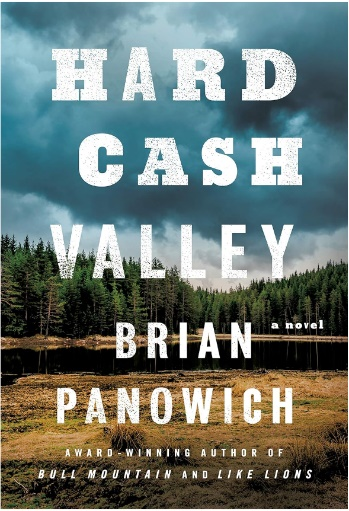 HARD
CASH
VALLEY
a novel
BRIAN
PANOWICH
AWARD-WINNING AUTHOR OF
BULL MOUNTAIN AND LIKE LIONS